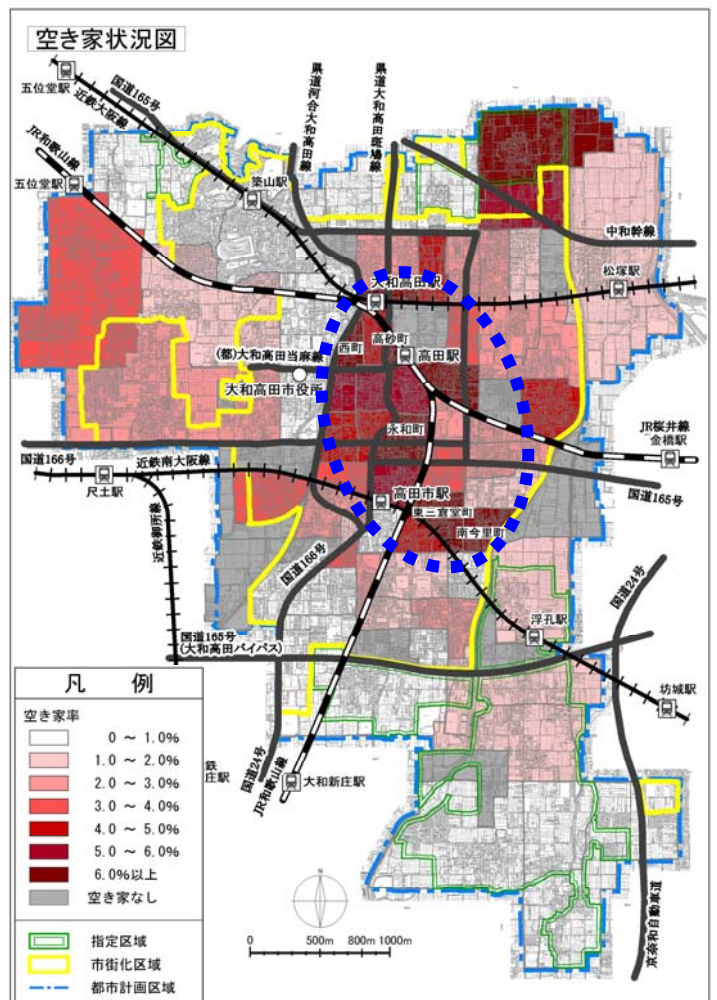 空き家状況図
五位堂駅
国道165号
近鉄大阪線
県道河合大和高田線
県道大和高田斑鳩線
JR和歌山線
五位堂駅
築山駅
中和幹線
松塚駅
大和高田駅
西町
高砂町
高田駅
(都)大和高田当麻線
大和高田市役所
永和町
JR桜井線
金橋駅
国道166号
近鉄南大阪線
尺土駅
国道165号
高田市駅
東三倉堂町
南今里町
近鉄御所線
国道166号
国道24号
浮孔駅
国道165号
(大和高田バイパス)
坊城駅
凡 例
空き家率
0 ～ 1.0%
1.0 ～ 2.0%
2.0 ～ 3.0%
3.0 ～ 4.0%
4.0 ～ 5.0%
5.0 ～ 6.0%
6.0%以上
空き家なし
指定区域
市街化区域
都市計画区域
鉄
庄駅
国道24号
JR和歌山線
大和新庄駅
N
0 500m 800m 1000m
京奈和自動車道